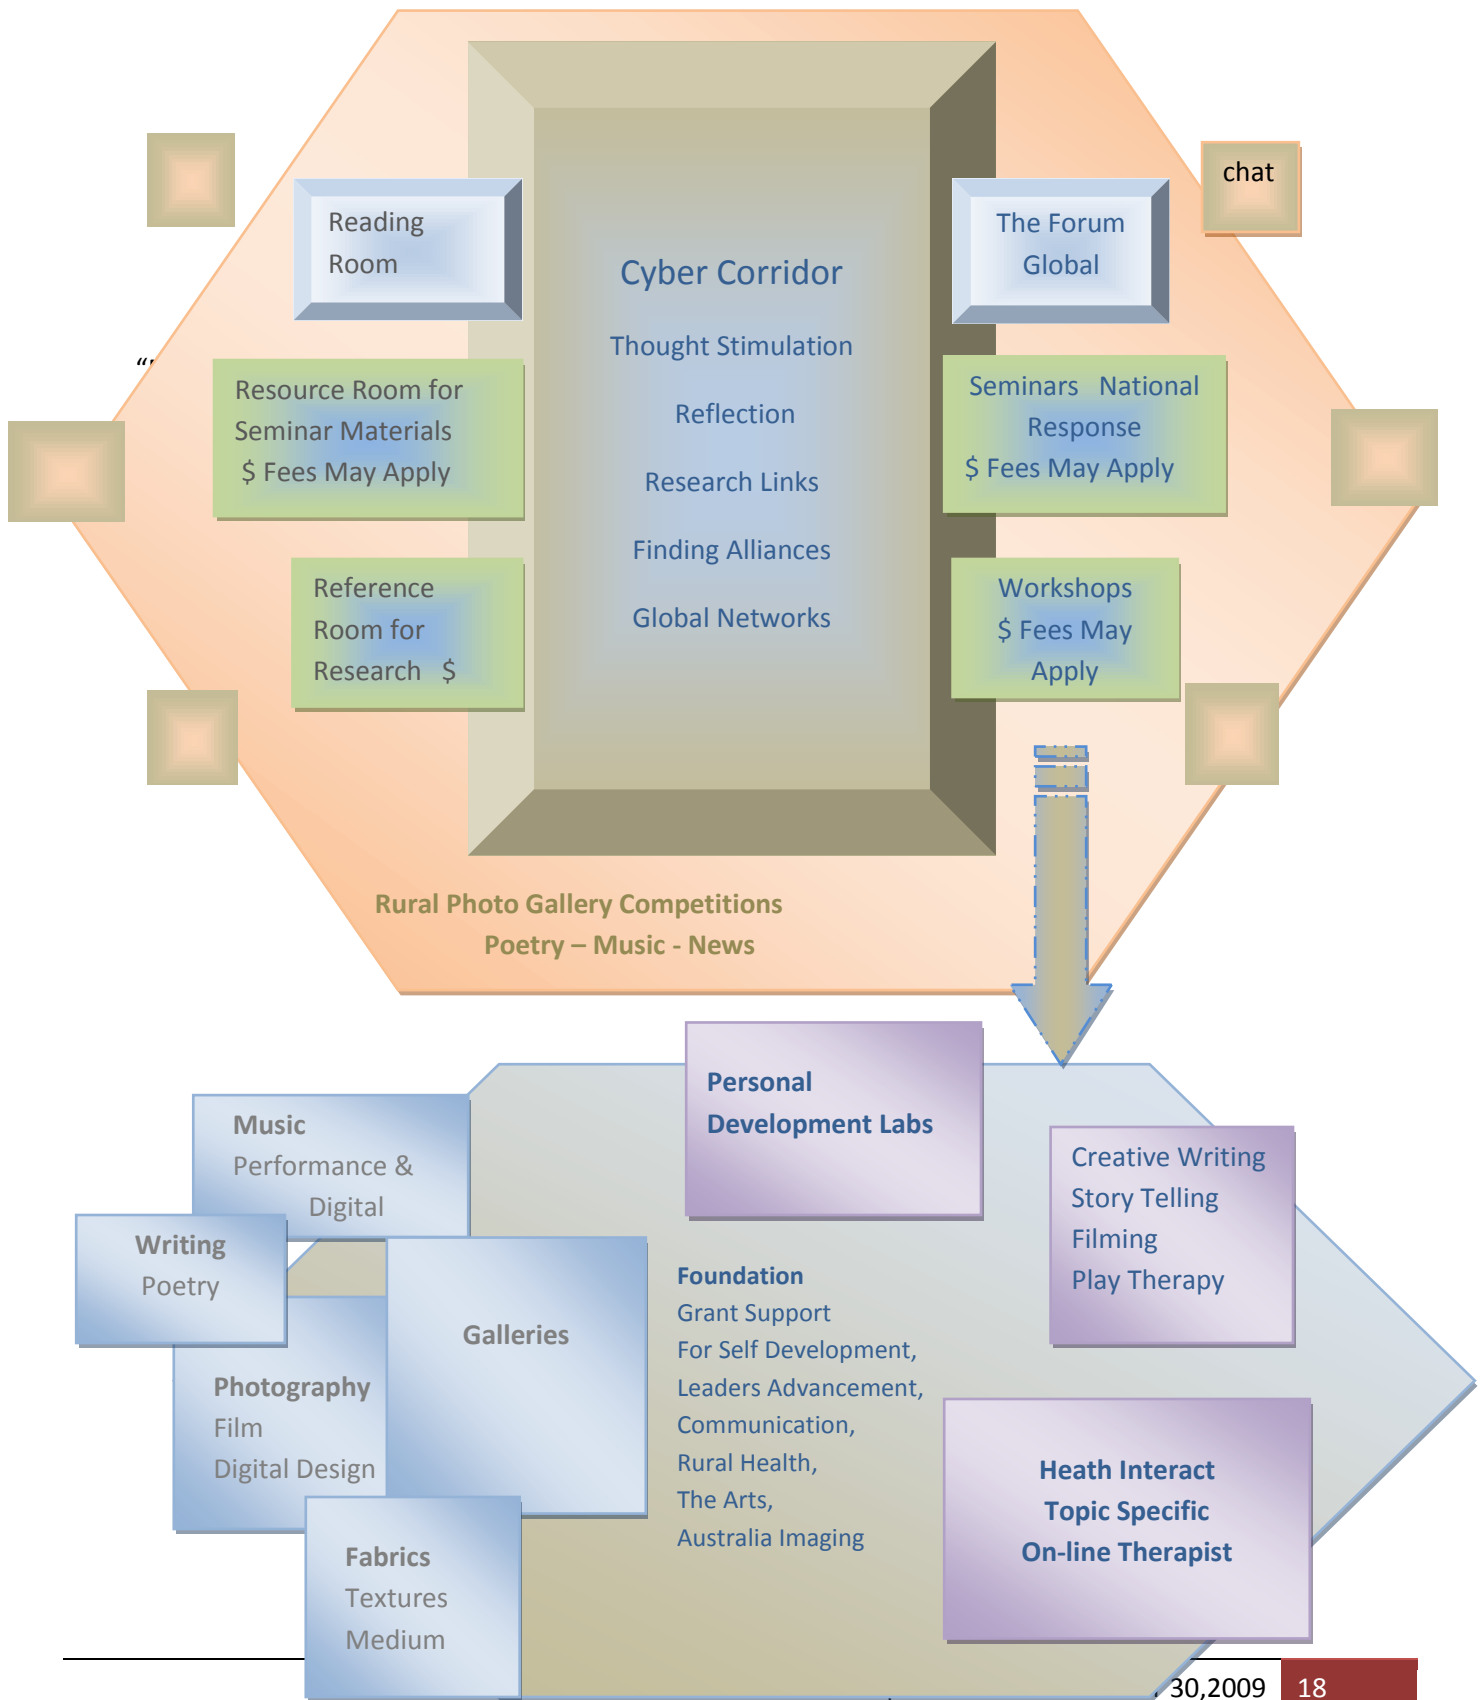 chat
Reading
Room
The Forum
Global
Cyber Corridor
Thought Stimulation
Reflection
Research Links
Finding Alliances
Global Networks
Resource Room for
Seminar Materials
$ Fees May Apply
Seminars National
Response
$ Fees May Apply
Reference
Room for
Research $
Workshops
$ Fees May
Apply
Rural Photo Gallery Competitions
Poetry – Music - News
Personal
Development Labs
Music
Performance &
Digital
Creative Writing
Story Telling
Filming
Play Therapy
Writing
Poetry
Galleries
Foundation
Grant Support
For Self Development,
Leaders Advancement,
Communication,
Rural Health,
The Arts,
Australia Imaging
Photography
Film
Digital Design
Heath Interact
Topic Specific
On-line Therapist
Fabrics
Textures
Medium
30,2009
18